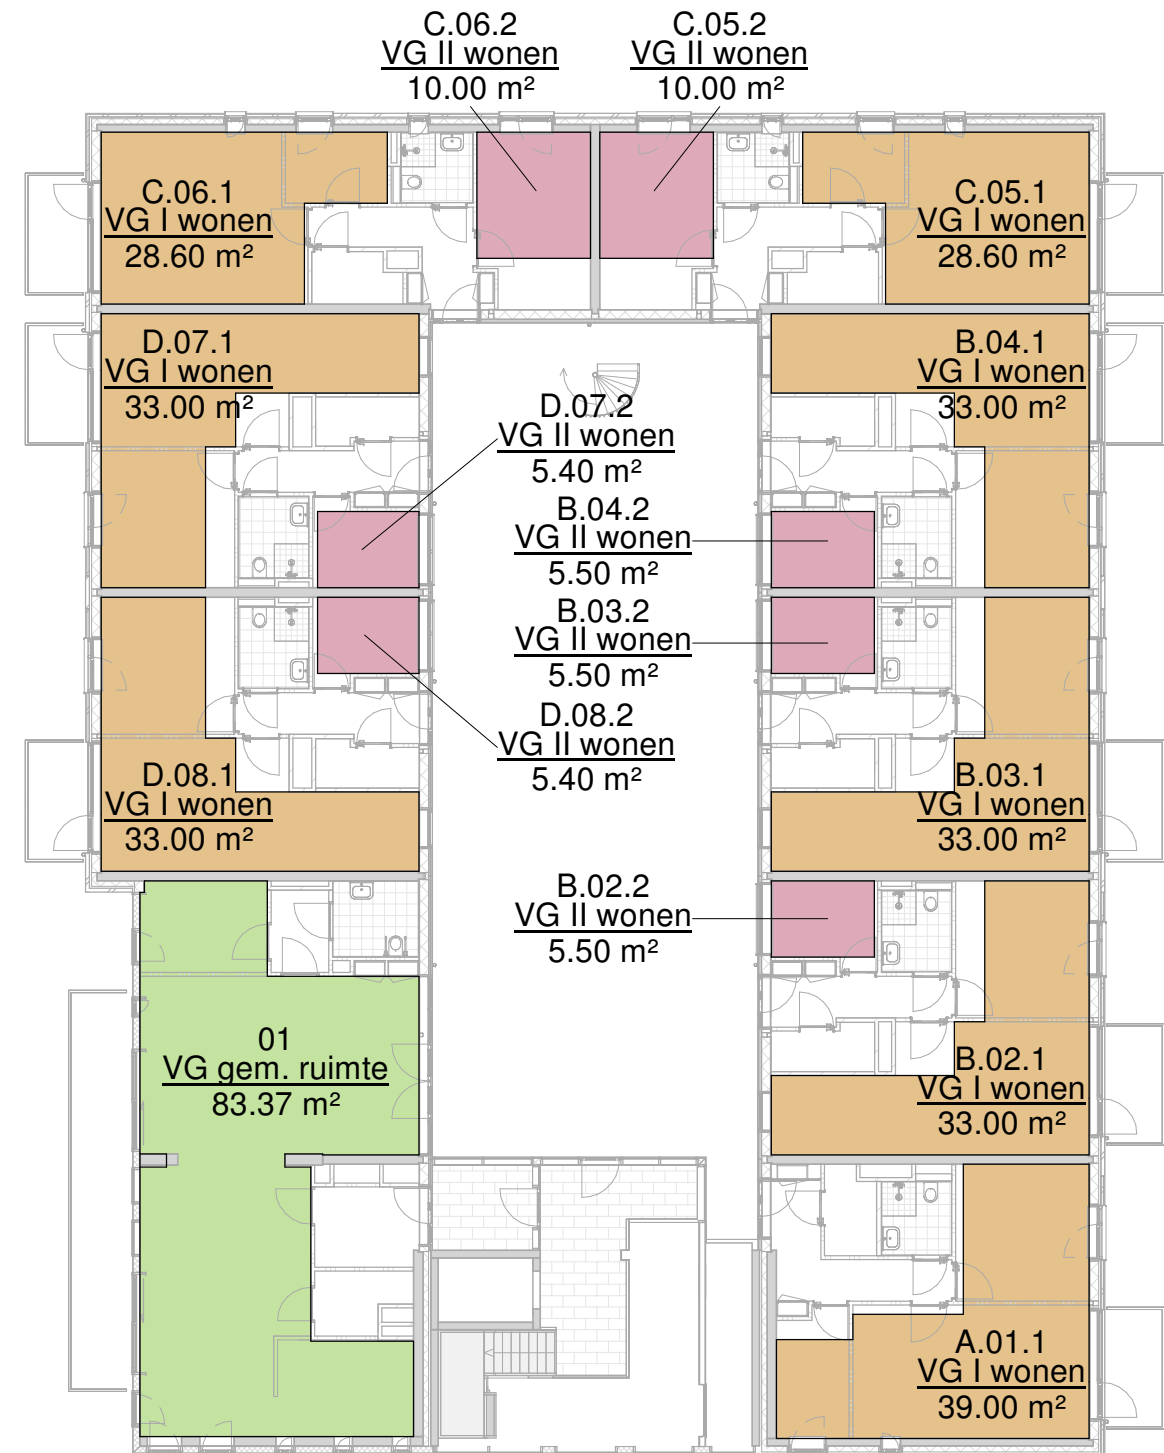 C.06.2
VG II wonen
10.00 m²
C.05.2
VG II wonen
10.00 m²
C.06.1
VG I wonen
28.60 m²
C.05.1
VG I wonen
28.60 m²
D.07.1
VG I wonen
33.00 m²
B.04.1
VG I wonen
33.00 m²
D.07.2
VG II wonen
5.40 m²
B.04.2
VG II wonen
5.50 m²
B.03.2
VG II wonen
5.50 m²
D.08.2
VG II wonen
5.40 m²
D.08.1
VG I wonen
33.00 m²
B.03.1
VG I wonen
33.00 m²
B.02.2
VG II wonen
5.50 m²
01
VG gem. ruimte
83.37 m²
B.02.1
VG I wonen
33.00 m²
A.01.1
VG I wonen
39.00 m²